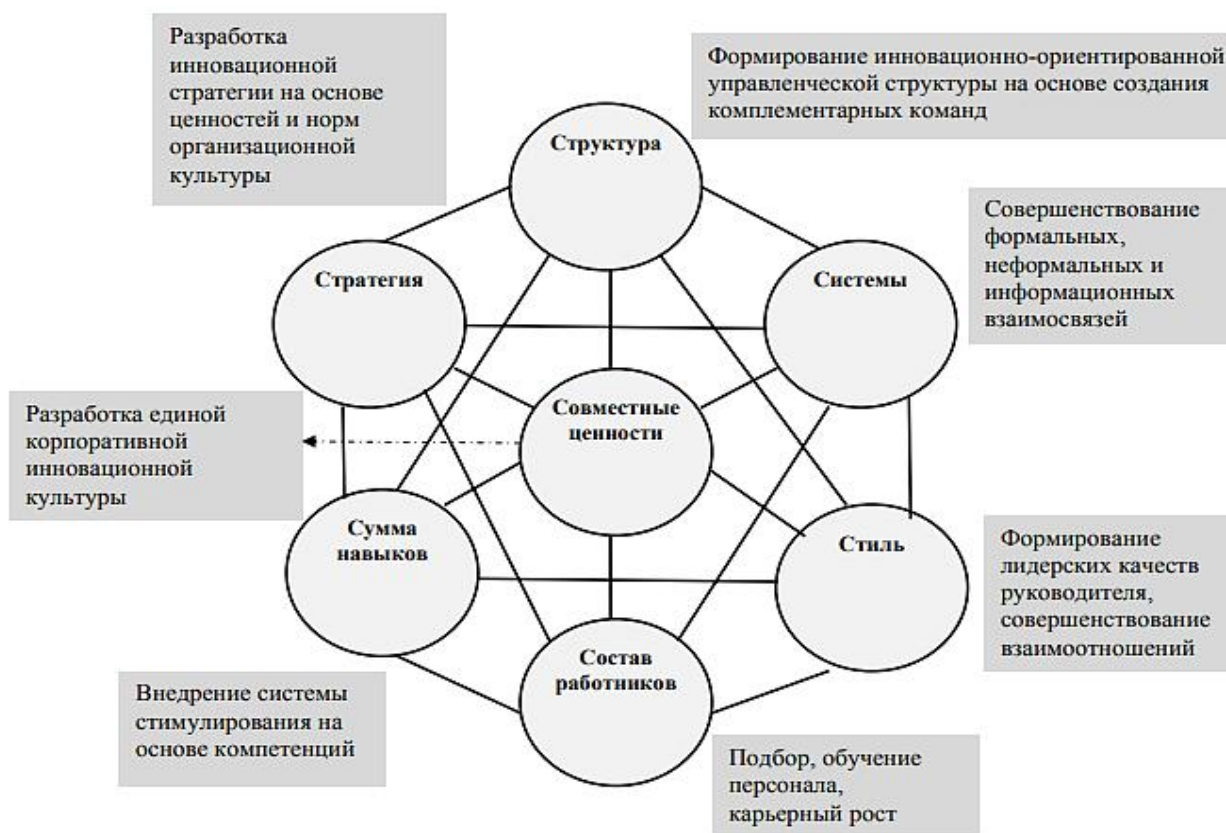 Разработка
инновационной
стратегии на основе
ценностей и норм
организационной
культуры
Формирование инновационно-ориентированной
управленческой структуры на основе создания
комплементарных команд
Структура
Стратегия
Системы
Совершенствование
формальных,
неформальных и
информационных
взаимосвязей
Разработка единой
корпоративной
инновационной
культуры
Совместные
ценности
Сумма
навыков
Стиль
Формирование
лидерских качеств
руководителя,
совершенствование
взаимоотношений
Состав
работников
Внедрение системы
стимулирования на
основе компетенций
Подбор, обучение
персонала,
карьерный рост